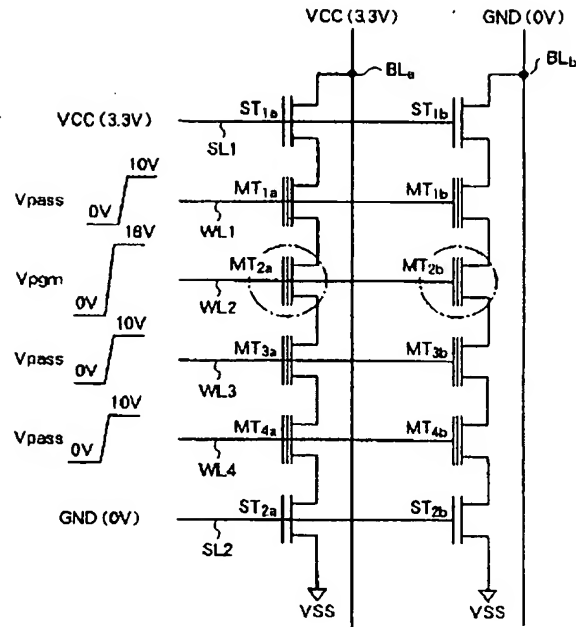 VCC (3.3V) GND (0V)
BLa BLb
VCC (3.3V) ST1a ST1b
SL1
Vpass 0V 10V MT1a MT1b
WL1
Vpgm 0V 18V MT2a MT2b
WL2
Vpass 0V 10V MT3a MT3b
WL3
Vpass 0V 10V MT4a MT4b
WL4
GND (0V) ST2a ST2b
SL2
VSS VSS